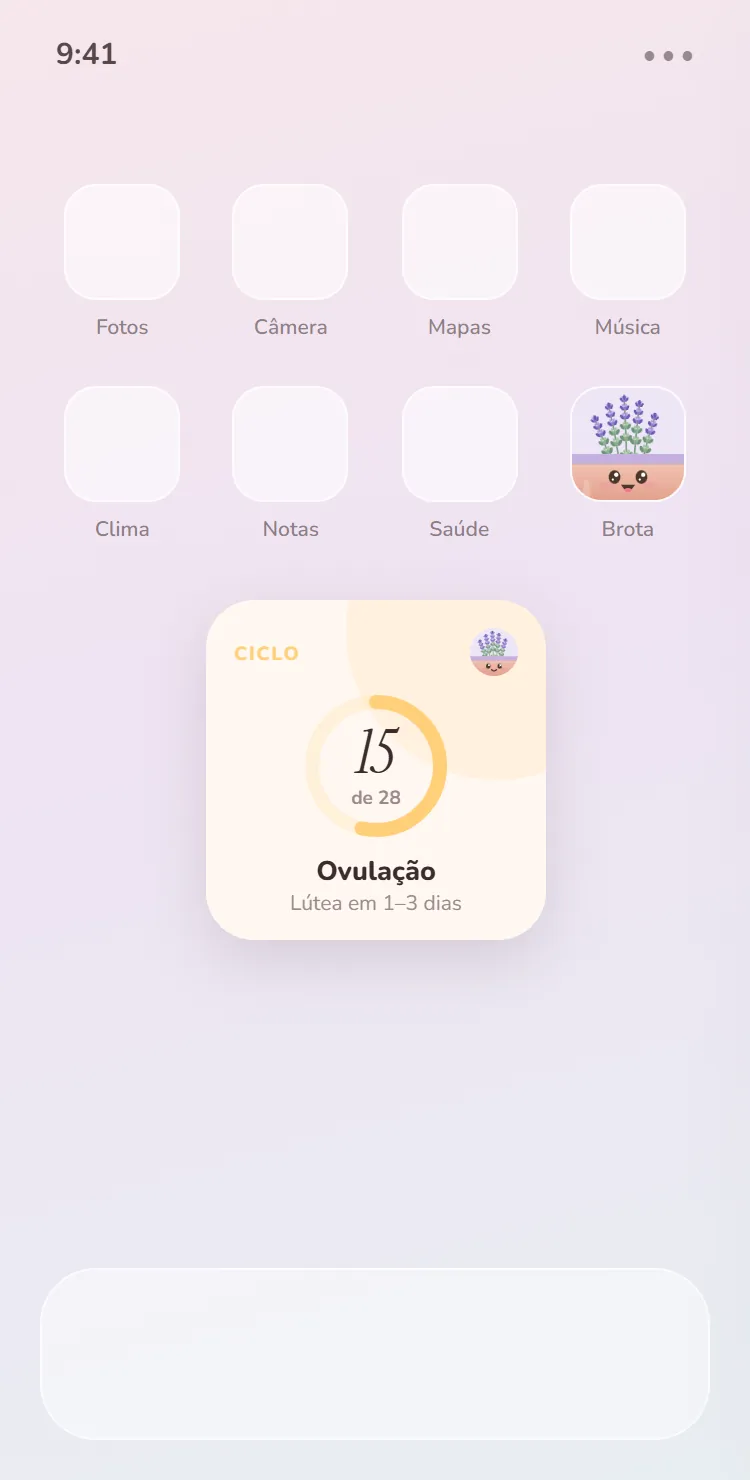 9:41
Fotos Câmera Mapas Música
Clima Notas Saúde Brota
CICLO
15
de 28
Ovulação
Lútea em 1–3 dias